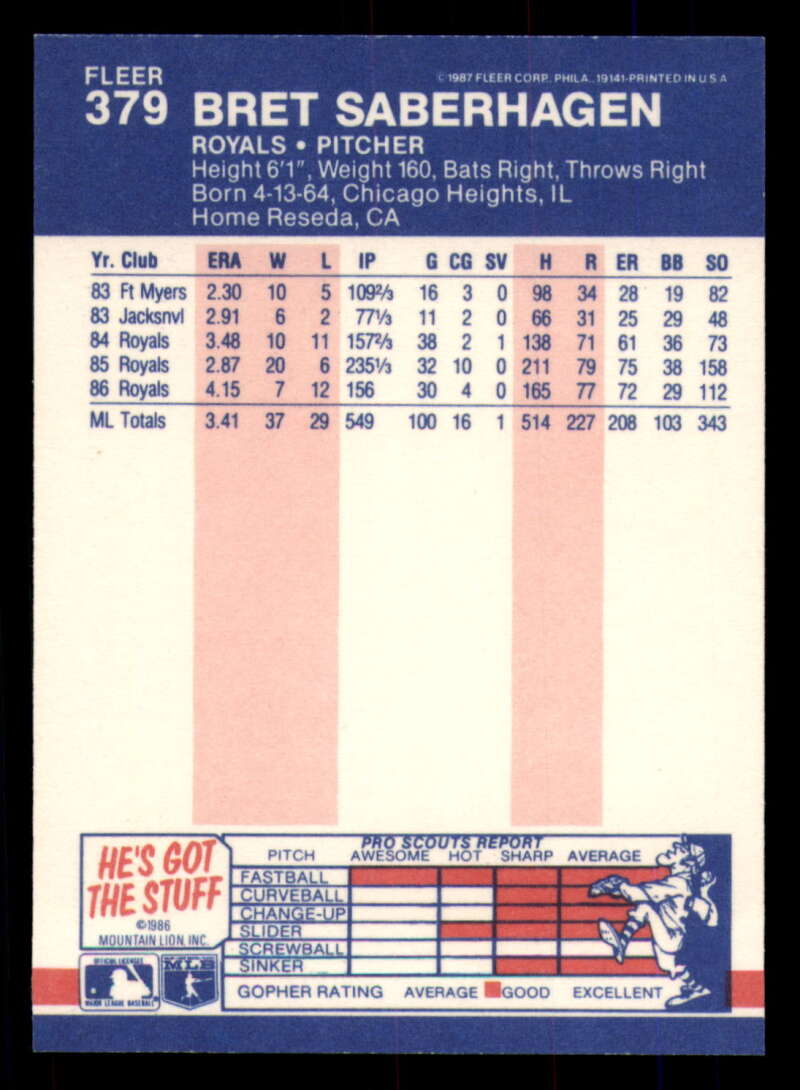 FLEER
© 1987 FLEER CORP. PHILA., 19141-PRINTED IN U S A
379 BRET SABERHAGEN
ROYALS • PITCHER
Height 6'1", Weight 160, Bats Right, Throws Right
Born 4-13-64, Chicago Heights, IL
Home Reseda, CA
Yr. Club ERA W L IP G CG SV H R ER BB SO
83 Ft Myers 2.30 10 5 109⅔ 16 3 0 98 34 28 19 82
83 Jacksnvl 2.91 6 2 77⅓ 11 2 0 66 31 25 29 48
84 Royals 3.48 10 11 157⅔ 38 2 1 138 71 61 36 73
85 Royals 2.87 20 6 235⅓ 32 10 0 211 79 75 38 158
86 Royals 4.15 7 12 156 30 4 0 165 77 72 29 112
ML Totals 3.41 37 29 549 100 16 1 514 227 208 103 343
HE'S GOT
THE STUFF
©1986
MOUNTAIN LION, INC.
PRO SCOUTS REPORT
PITCH AWESOME HOT SHARP AVERAGE
FASTBALL
CURVEBALL
CHANGE-UP
SLIDER
SCREWBALL
SINKER
GOPHER RATING AVERAGE GOOD EXCELLENT
OFFICIAL LICENSEE
MAJOR LEAGUE BASEBALL
MLB